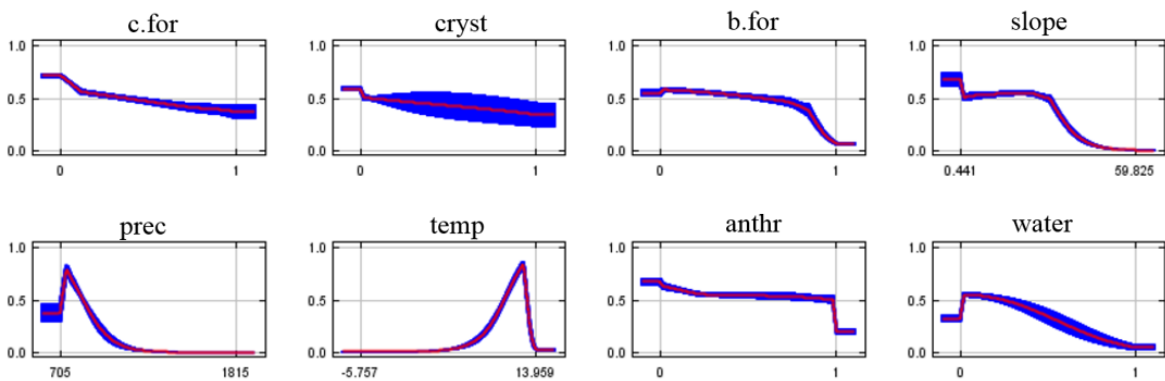 c.for cryst b.for slope
1.0 1.0 1.0 1.0
0.5 0.5 0.5 0.5
0.0 0.0 0.0 0.0
0 1 0 1 0 1 0.441 59.825
prec temp anthr water
1.0 1.0 1.0 1.0
0.5 0.5 0.5 0.5
0.0 0.0 0.0 0.0
705 1815 -5.757 13.959 0 1 0 1